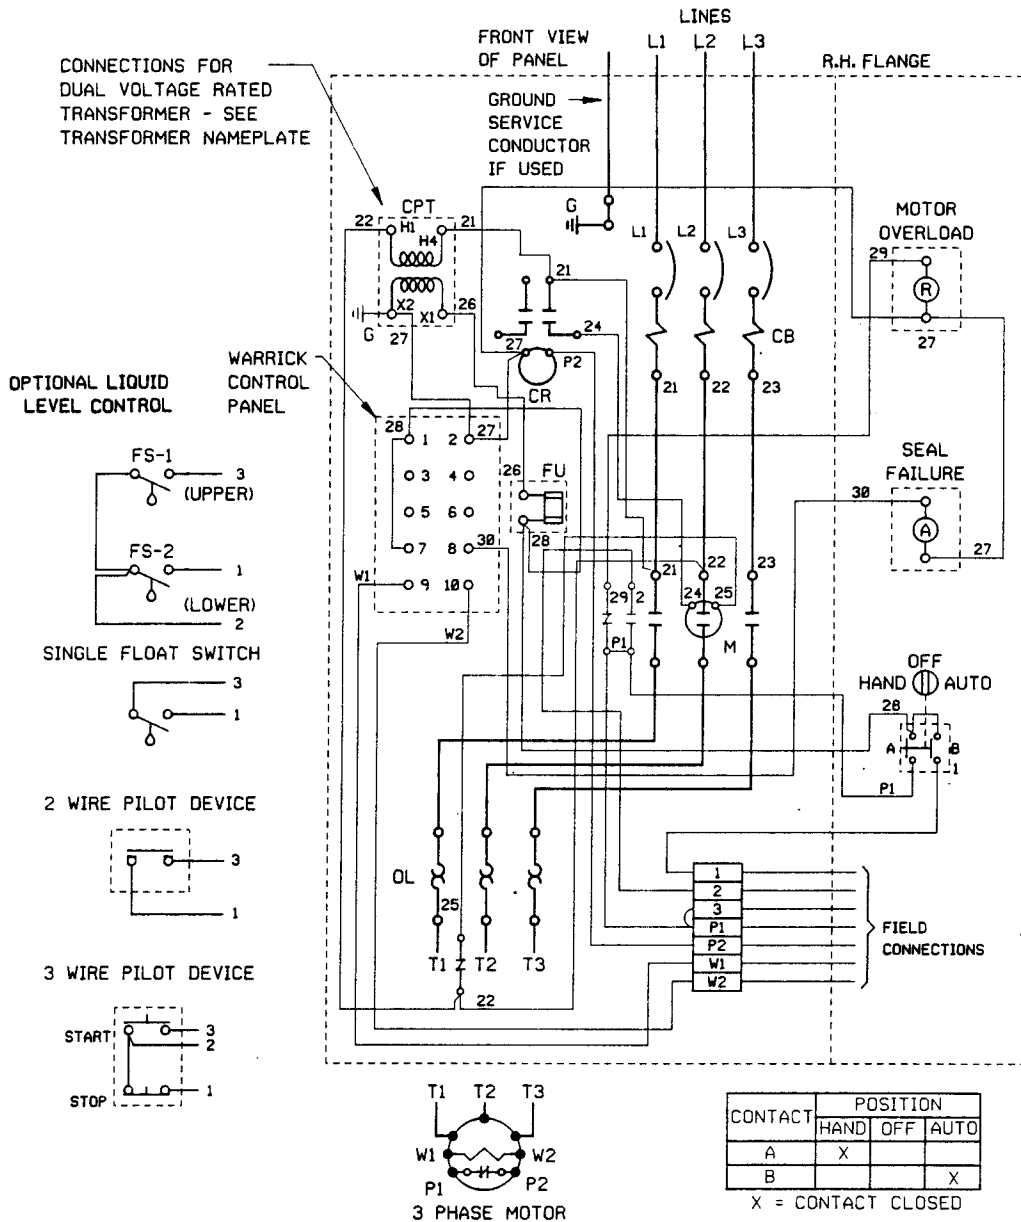 LINES
FRONT VIEW
OF PANEL
L1 L2 L3
R.H. FLANGE
CONNECTIONS FOR
DUAL VOLTAGE RATED
TRANSFORMER - SEE
TRANSFORMER NAMEPLATE
GROUND
SERVICE
CONDUCTOR
IF USED
CPT
22 H1 H4 21
G
L1 L2 L3
MOTOR
OVERLOAD
29
R
27
21
X2 X1 26
G
27
24
27 P2
CR
CB
WARRICK
CONTROL
PANEL
21 22 23
OPTIONAL LIQUID
LEVEL CONTROL
28 1 2 27
3 4
5 6
7 8 30
W1 9 10
W2
26 FU
28
SEAL
FAILURE
30
A
27
FS-1
3
(UPPER)
FS-2
1
(LOWER)
2
21 22 23
29 2
24 25
P1
M
SINGLE FLOAT SWITCH
3
1
OFF
HAND AUTO
28
A B
1
P1
2 WIRE PILOT DEVICE
3
1
OL
25
T1 T2 T3
22
1
2
3
P1
P2
W1
W2
FIELD
CONNECTIONS
3 WIRE PILOT DEVICE
START
3
2
STOP
1
T1 T2 T3
W1 W2
P1 P2
3 PHASE MOTOR
CONTACT POSITION
HAND OFF AUTO
A X
B X
X = CONTACT CLOSED